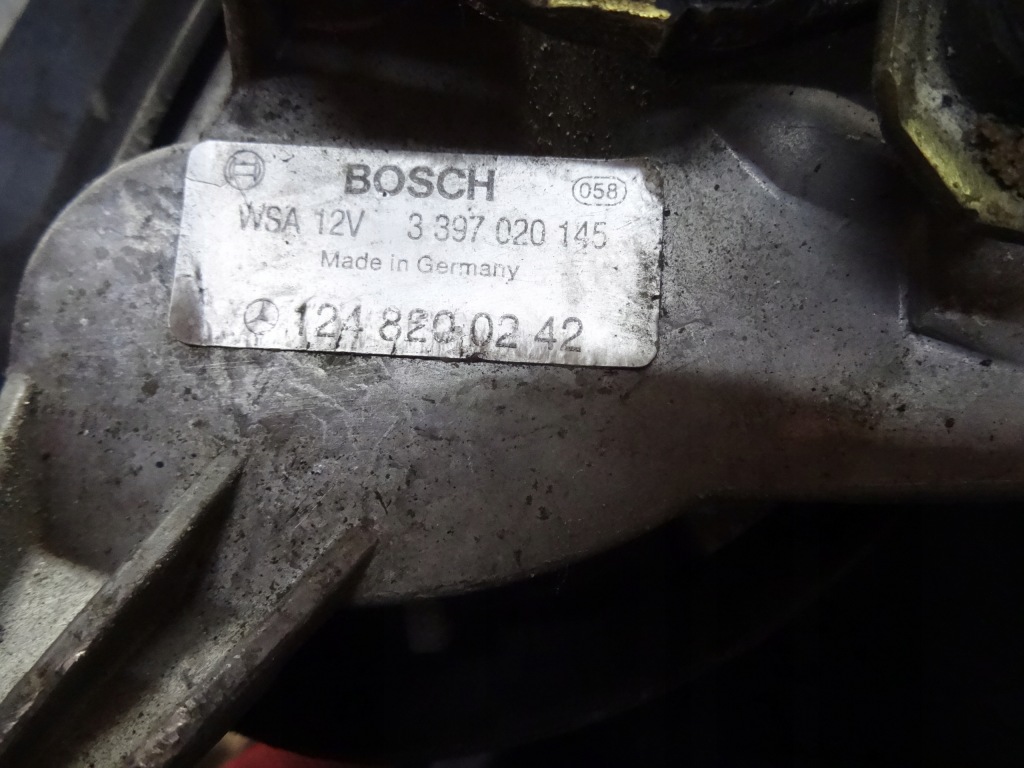 BOSCH 058
WSA 12V 3 397 020 145
Made in Germany
124 820 02 42